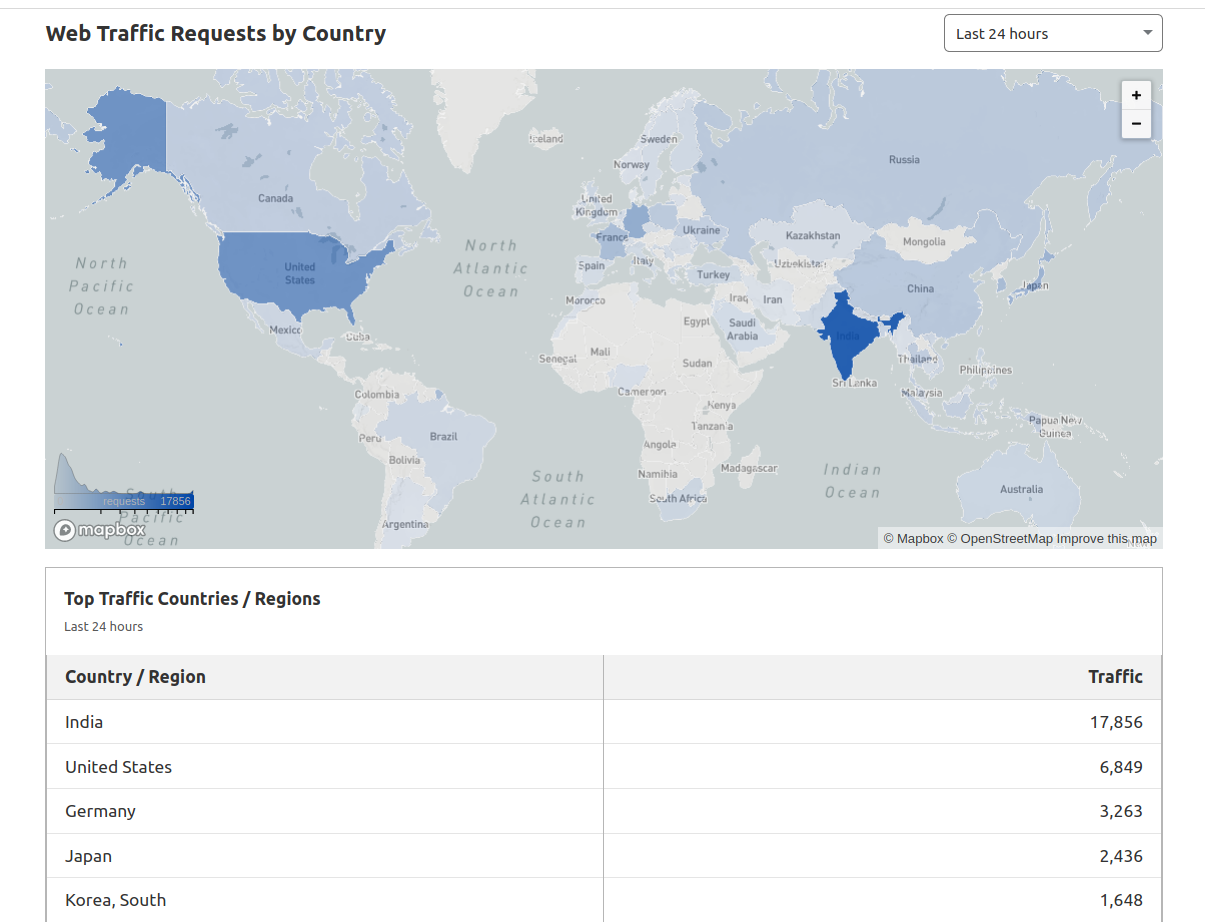 Web Traffic Requests by Country
Last 24 hours
+
−
Iceland
Sweden
Norway
Russia
Canada
United
Kingdom
France
Ukraine
Kazakhstan
Mongolia
North
Pacific
Ocean
United
States
North
Atlantic
Ocean
Spain
Italy
Turkey
Uzbekistan
China
Japan
Morocco
Iraq
Iran
Mexico
Cuba
Egypt
Saudi
Arabia
India
Senegal
Mali
Sudan
Thailand
Philippines
Sri Lanka
Colombia
Cameroon
Kenya
Malaysia
Brazil
Tanzania
Papua New
Guinea
Peru
Angola
Bolivia
Namibia
Madagascar
South
Atlantic
Ocean
Indian
Ocean
South Africa
Australia
Argentina
South
Pacific
Ocean
requests 17856
mapbox
© Mapbox © OpenStreetMap Improve this map
Top Traffic Countries / Regions
Last 24 hours
Country / Region Traffic
India 17,856
United States 6,849
Germany 3,263
Japan 2,436
Korea, South 1,648